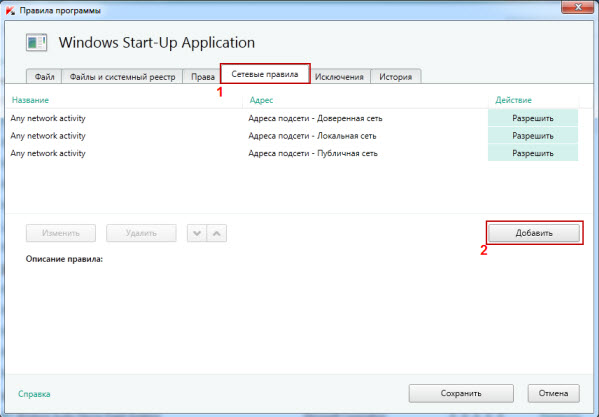 Правила программы
Windows Start-Up Application
Файл Файлы и системный реестр Права Сетевые правила Исключения История
1
Название Адрес Действие
Any network activity Адреса подсети - Доверенная сеть Разрешить
Any network activity Адреса подсети - Локальная сеть Разрешить
Any network activity Адреса подсети - Публичная сеть Разрешить
Изменить Удалить Добавить
2
Описание правила:
Справка Сохранить Отмена